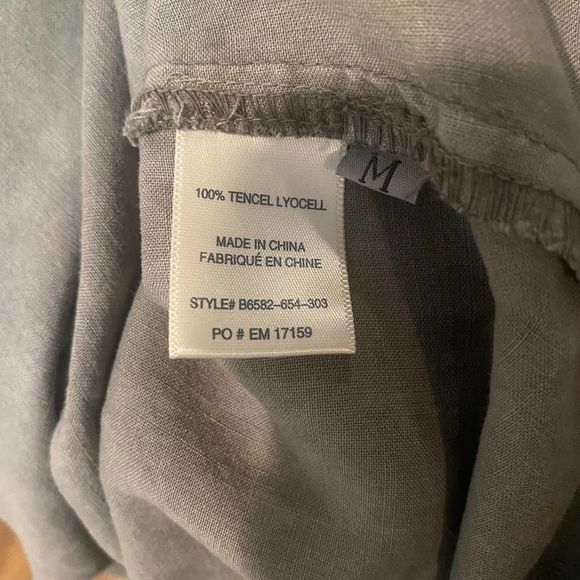 100% TENCEL LYOCELL
MADE IN CHINA
FABRIQUÉ EN CHINE
STYLE# B6582-654-303
PO # EM 17159
M